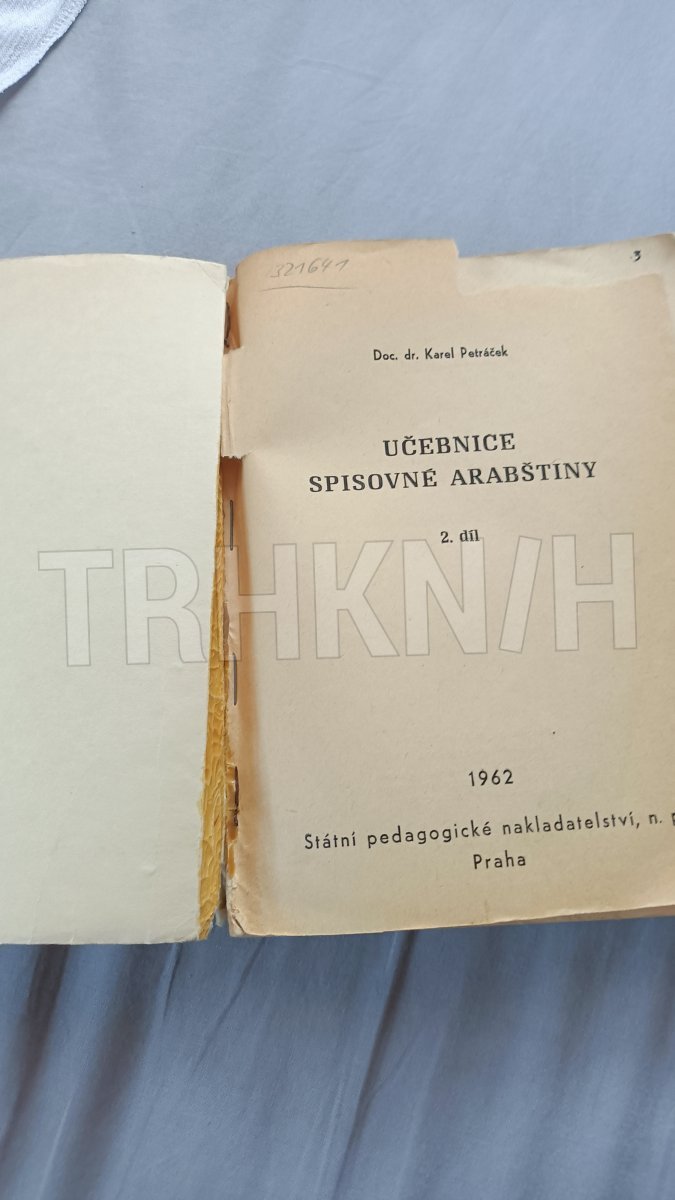 321641
3
Doc. dr. Karel Petráček
UČEBNICE
SPISOVNÉ ARABŠTINY
2. díl
TRHKNIH
1962
Státní pedagogické nakladatelství, n. p
Praha